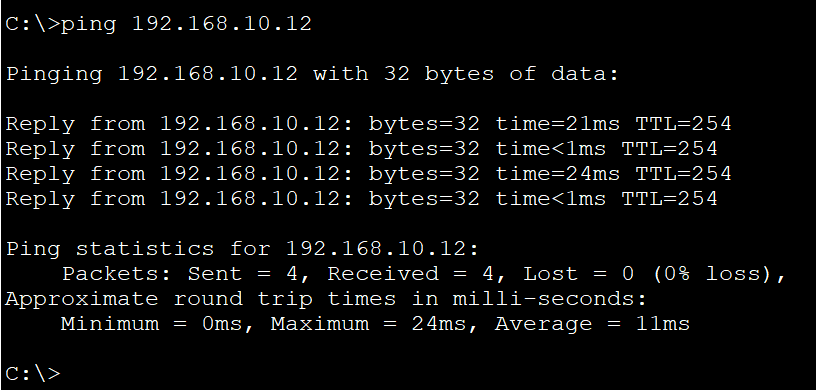 C:\>ping 192.168.10.12
Pinging 192.168.10.12 with 32 bytes of data:
Reply from 192.168.10.12: bytes=32 time=21ms TTL=254
Reply from 192.168.10.12: bytes=32 time<1ms TTL=254
Reply from 192.168.10.12: bytes=32 time=24ms TTL=254
Reply from 192.168.10.12: bytes=32 time<1ms TTL=254
Ping statistics for 192.168.10.12:
    Packets: Sent = 4, Received = 4, Lost = 0 (0% loss),
Approximate round trip times in milli-seconds:
    Minimum = 0ms, Maximum = 24ms, Average = 11ms
C:\>